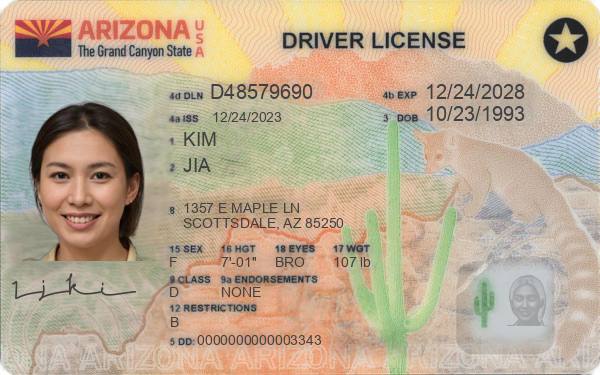 ARIZONA USA
The Grand Canyon State
DRIVER LICENSE
4d DLN D48579690 4b EXP 12/24/2028
4a ISS 12/24/2023 3 DOB 10/23/1993
1 KIM
2 JIA
8 1357 E MAPLE LN
SCOTTSDALE, AZ 85250
15 SEX 16 HGT 18 EYES 17 WGT
F 7'-01" BRO 107 lb
9 CLASS 9a ENDORSEMENTS
D NONE
12 RESTRICTIONS
B
5 DD: 0000000000003343
ARIZONA ARIZONA ARIZONA ARIZONA